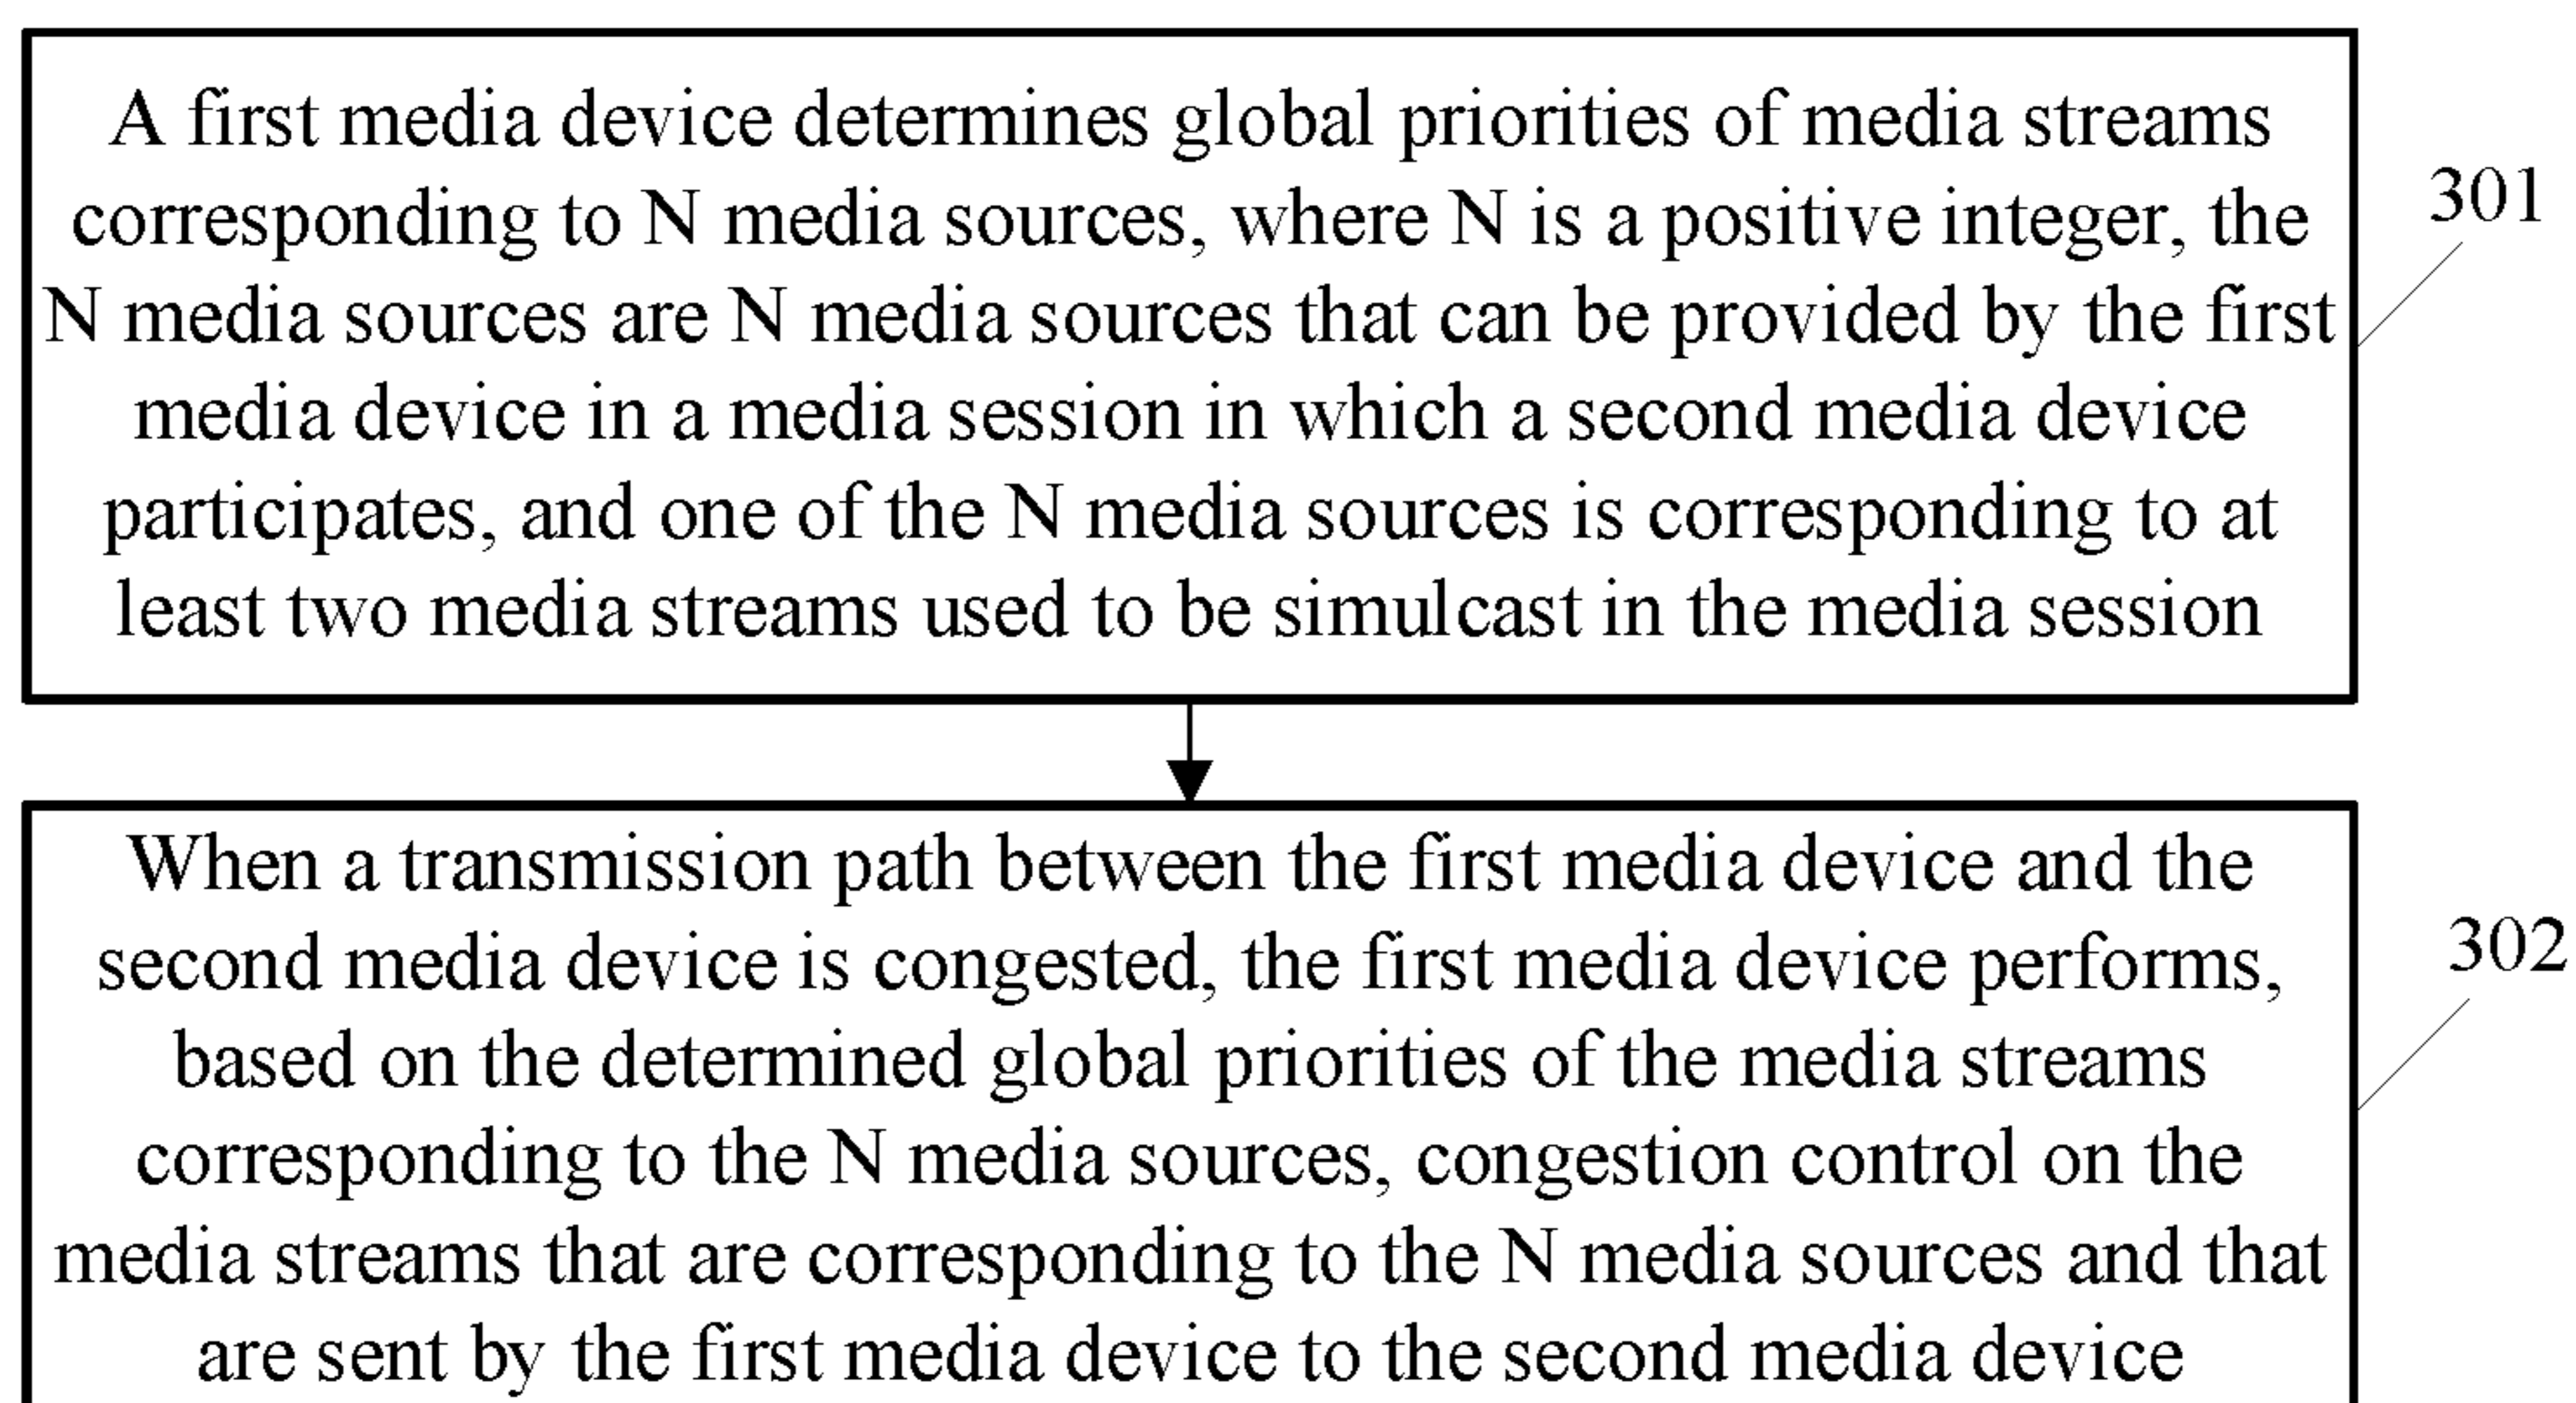 A first media device determines global priorities of media streams
corresponding to N media sources, where N is a positive integer, the
N media sources are N media sources that can be provided by the first
media device in a media session in which a second media device
participates, and one of the N media sources is corresponding to at
least two media streams used to be simulcast in the media session
301
When a transmission path between the first media device and the
second media device is congested, the first media device performs,
based on the determined global priorities of the media streams
corresponding to the N media sources, congestion control on the
media streams that are corresponding to the N media sources and that
are sent by the first media device to the second media device
302